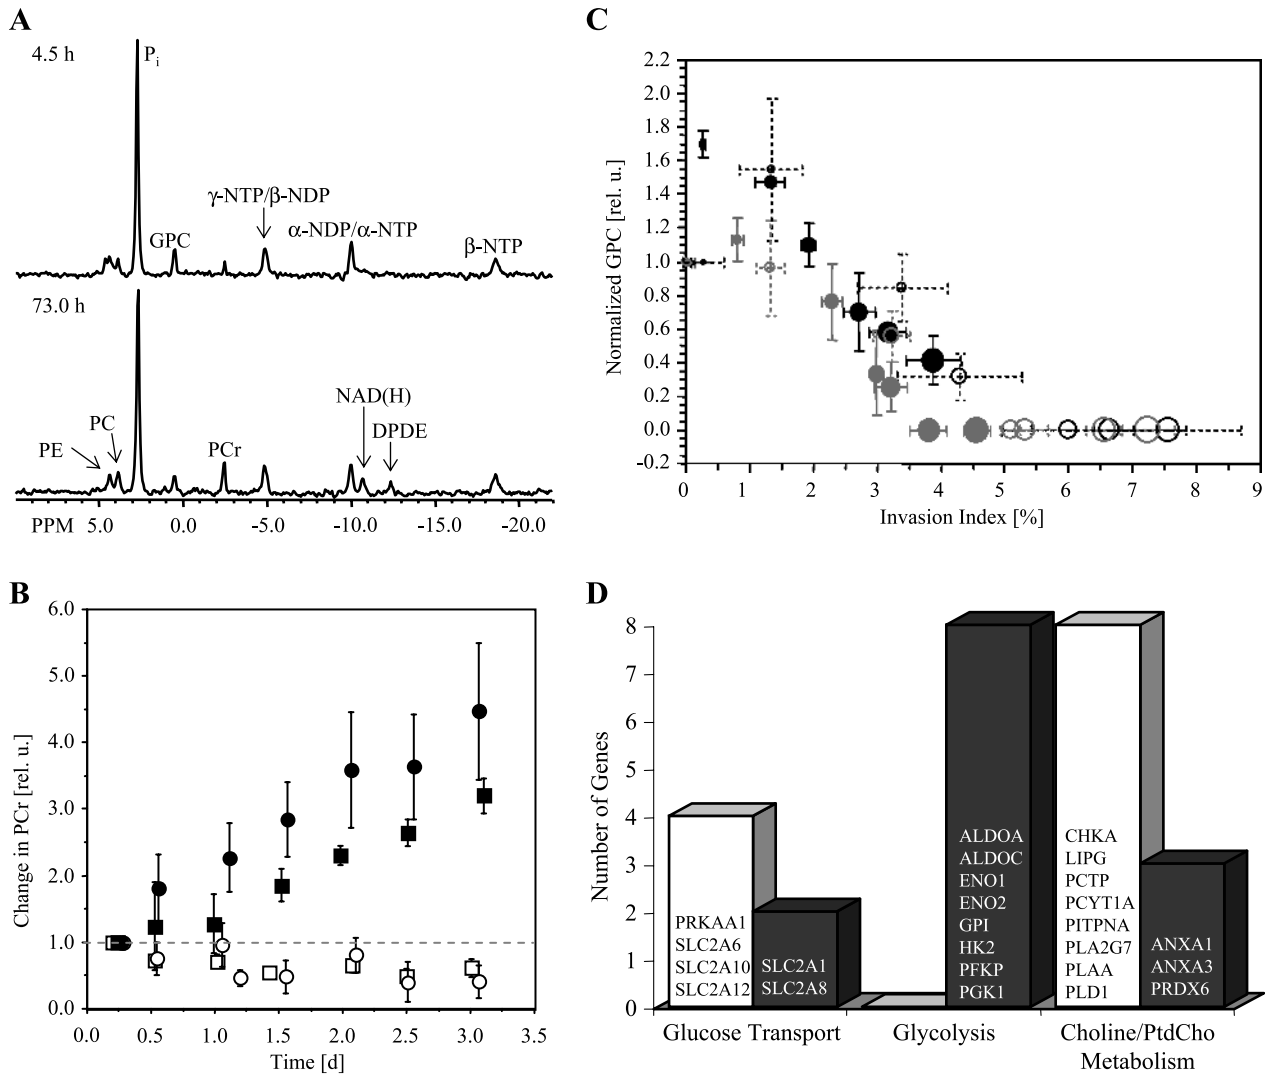 A
4.5 h
Pi
γ-NTP/β-NDP
GPC
α-NDP/α-NTP
β-NTP
73.0 h
NAD(H)
PC
DPDE
PE
PCr
PPM 5.0 0.0 -5.0 -10.0 -15.0 -20.0
B
6.0
5.0
4.0
3.0
2.0
1.0
0.0
Change in PCr [rel. u.]
0.0 0.5 1.0 1.5 2.0 2.5 3.0 3.5
Time [d]
C
2.2
2.0
1.8
1.6
1.4
1.2
1.0
0.8
0.6
0.4
0.2
0.0
-0.2
Normalized GPC [rel. u.]
0 1 2 3 4 5 6 7 8 9
Invasion Index [%]
D
8
7
6
5
4
3
2
1
0
Number of Genes
PRKAA1
SLC2A6
SLC2A10
SLC2A12
SLC2A1
SLC2A8
ALDOA
ALDOC
ENO1
ENO2
GPI
HK2
PFKP
PGK1
CHKA
LIPG
PCTP
PCYT1A
PITPNA
PLA2G7
PLAA
PLD1
ANXA1
ANXA3
PRDX6
Glucose Transport
Glycolysis
Choline/PtdCho
Metabolism